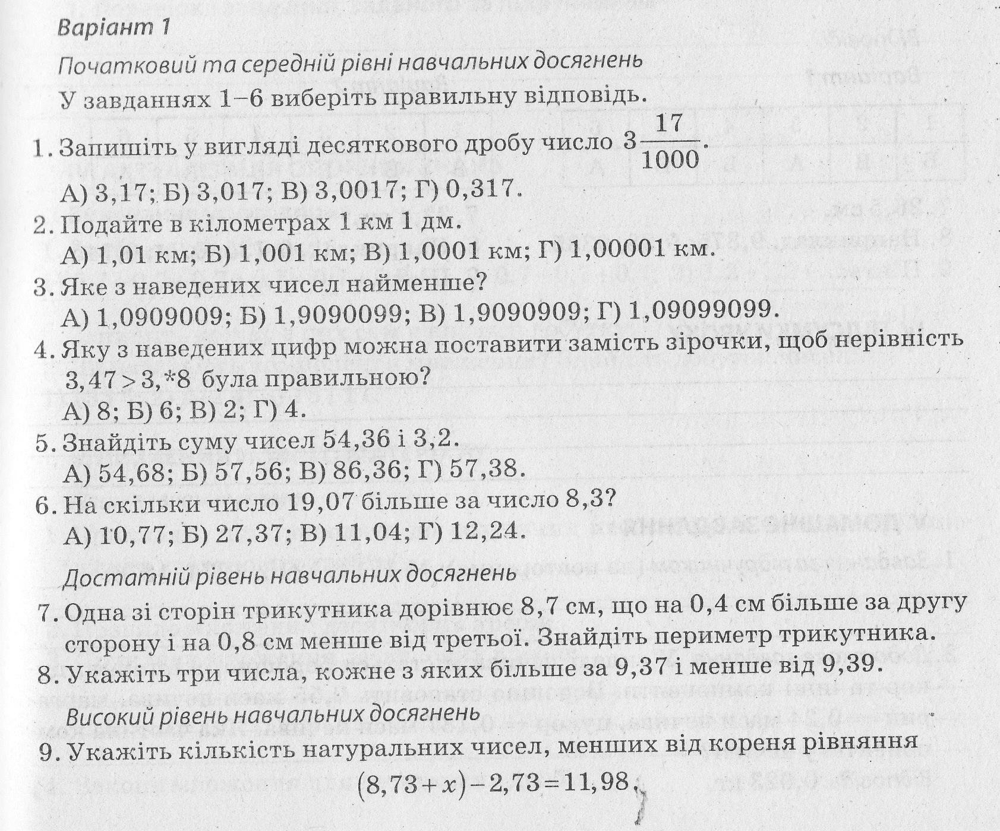 Варіант 1
Початковий та середній рівні навчальних досягнень
У завданнях 1–6 виберіть правильну відповідь.
1. Запишіть у вигляді десяткового дробу число 3 17/1000.
А) 3,17; Б) 3,017; В) 3,0017; Г) 0,317.
2. Подайте в кілометрах 1 км 1 дм.
А) 1,01 км; Б) 1,001 км; В) 1,0001 км; Г) 1,00001 км.
3. Яке з наведених чисел найменше?
А) 1,0909009; Б) 1,9090099; В) 1,9090909; Г) 1,09099099.
4. Яку з наведених цифр можна поставити замість зірочки, щоб нерівність
3,47 > 3,*8 була правильною?
А) 8; Б) 6; В) 2; Г) 4.
5. Знайдіть суму чисел 54,36 і 3,2.
А) 54,68; Б) 57,56; В) 86,36; Г) 57,38.
6. На скільки число 19,07 більше за число 8,3?
А) 10,77; Б) 27,37; В) 11,04; Г) 12,24.
Достатній рівень навчальних досягнень
7. Одна зі сторін трикутника дорівнює 8,7 см, що на 0,4 см більше за другу
сторону і на 0,8 см менше від третьої. Знайдіть периметр трикутника.
8. Укажіть три числа, кожне з яких більше за 9,37 і менше від 9,39.
Високий рівень навчальних досягнень
9. Укажіть кількість натуральних чисел, менших від кореня рівняння
(8,73 + x) − 2,73 = 11,98.